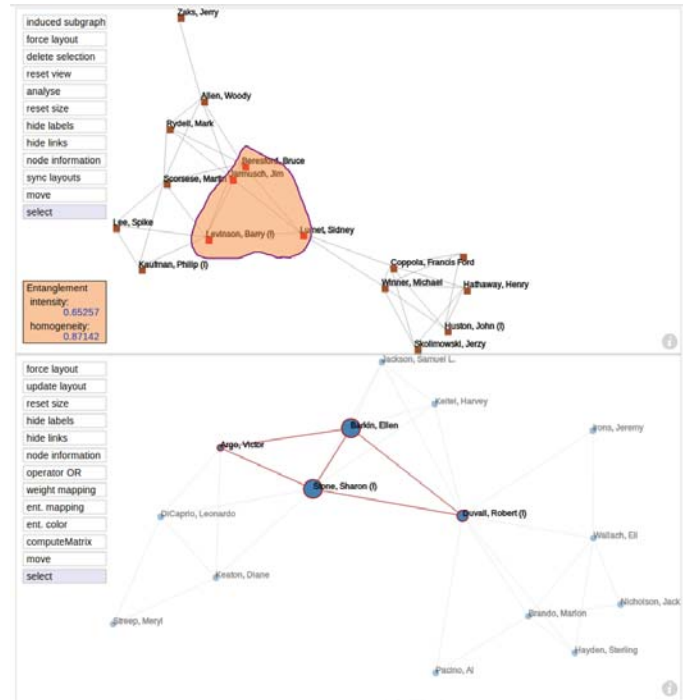 induced subgraph
force layout
delete selection
reset view
analyse
reset size
hide labels
hide links
node information
sync layouts
move
select
Zaks, Jerry
Allen, Woody
Rydell, Mark
Beresford, Bruce
Jarmusch, Jim
Scorsese, Martin
Lee, Spike
Levinson, Barry (I)
Lumet, Sidney
Kaufman, Philip (I)
Coppola, Francis Ford
Winner, Michael
Hathaway, Henry
Huston, John (I)
Skolimowski, Jerzy
Entanglement
intensity:
0.65257
homogeneity:
0.87142
i
force layout
update layout
reset size
hide labels
hide links
node information
operator OR
weight mapping
ent. mapping
ent. color
computeMatrix
move
select
Jackson, Samuel L.
Keitel, Harvey
Barkin, Ellen
Irons, Jeremy
Argo, Victor
Stone, Sharon (I)
DiCaprio, Leonardo
Duvall, Robert (I)
Wallach, Eli
Keaton, Diane
Nicholson, Jack
Brando, Marlon
Streep, Meryl
Hayden, Sterling
Pacino, Al
i